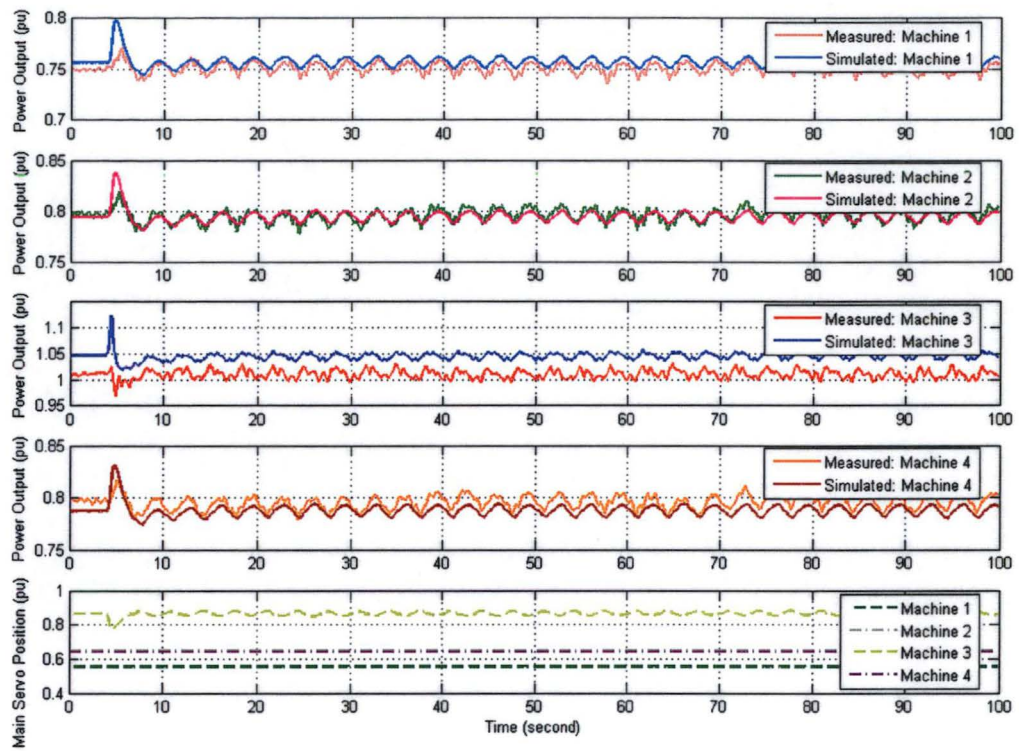 Power Output (pu)
0.8
0.75
0.7
0 10 20 30 40 50 60 70 80 90 100
Measured: Machine 1
Simulated: Machine 1
Power Output (pu)
0.85
0.8
0.75
0 10 20 30 40 50 60 70 80 90 100
Measured: Machine 2
Simulated: Machine 2
Power Output (pu)
1.1
1.05
1
0.95
0 10 20 30 40 50 60 70 80 90 100
Measured: Machine 3
Simulated: Machine 3
Power Output (pu)
0.85
0.8
0.75
0 10 20 30 40 50 60 70 80 90 100
Measured: Machine 4
Simulated: Machine 4
Main Servo Position (pu)
1
0.8
0.6
0.4
0 10 20 30 40 50 60 70 80 90 100
Machine 1
Machine 2
Machine 3
Machine 4
Time (second)